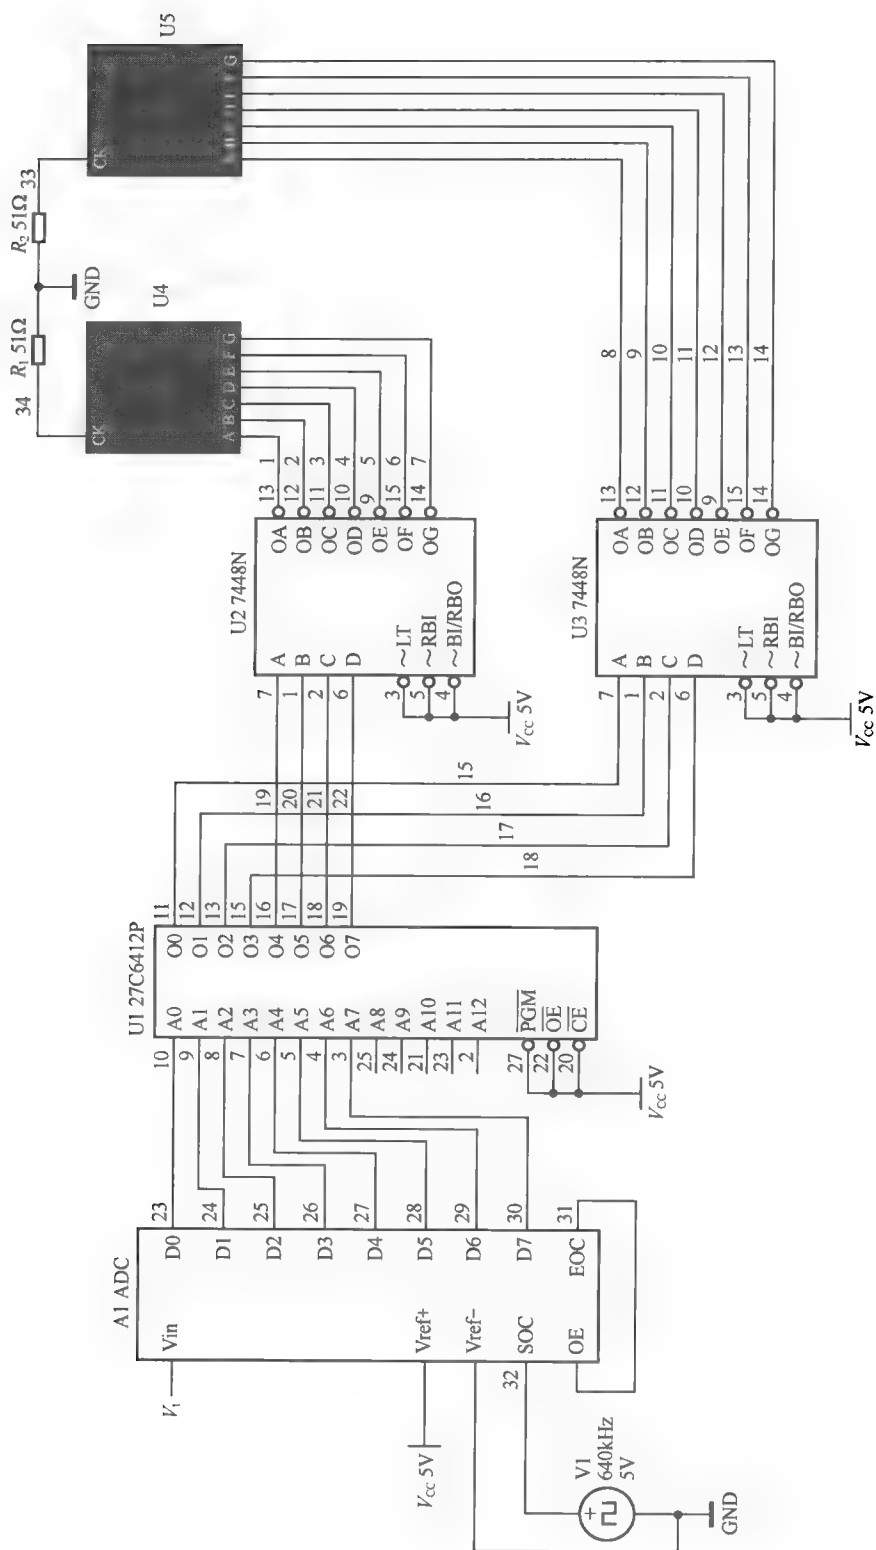 A1 ADC
Vin
Vref+
Vref−
SOC
OE
D0
D1
D2
D3
D4
D5
D6
D7
EOC
V_CC 5V
32
V1
640kHz
5V
GND
23
24
25
26
27
28
29
30
31
U1 27C6412P
10
9
8
7
6
5
4
3
25
24
21
23
2
27
22
20
A0
A1
A2
A3
A4
A5
A6
A7
A8
A9
A10
A11
A12
PGM
OE
CE
V_CC 5V
O0
O1
O2
O3
O4
O5
O6
O7
11
12
13
15
16
17
18
19
19
20
21
22
15
16
17
18
U2 7448N
7
1
2
6
3
5
4
A
B
C
D
~LT
~RBI
~BI/RBO
V_CC 5V
OA
OB
OC
OD
OE
OF
OG
13
12
11
10
9
15
14
1
2
3
4
5
6
7
U3 7448N
7
1
2
6
3
5
4
A
B
C
D
~LT
~RBI
~BI/RBO
V_CC 5V
OA
OB
OC
OD
OE
OF
OG
13
12
11
10
9
15
14
8
9
10
11
12
13
14
U4
CK
A B C D E F G
34
R1 51Ω
GND
R2 51Ω
33
U5
CK
G